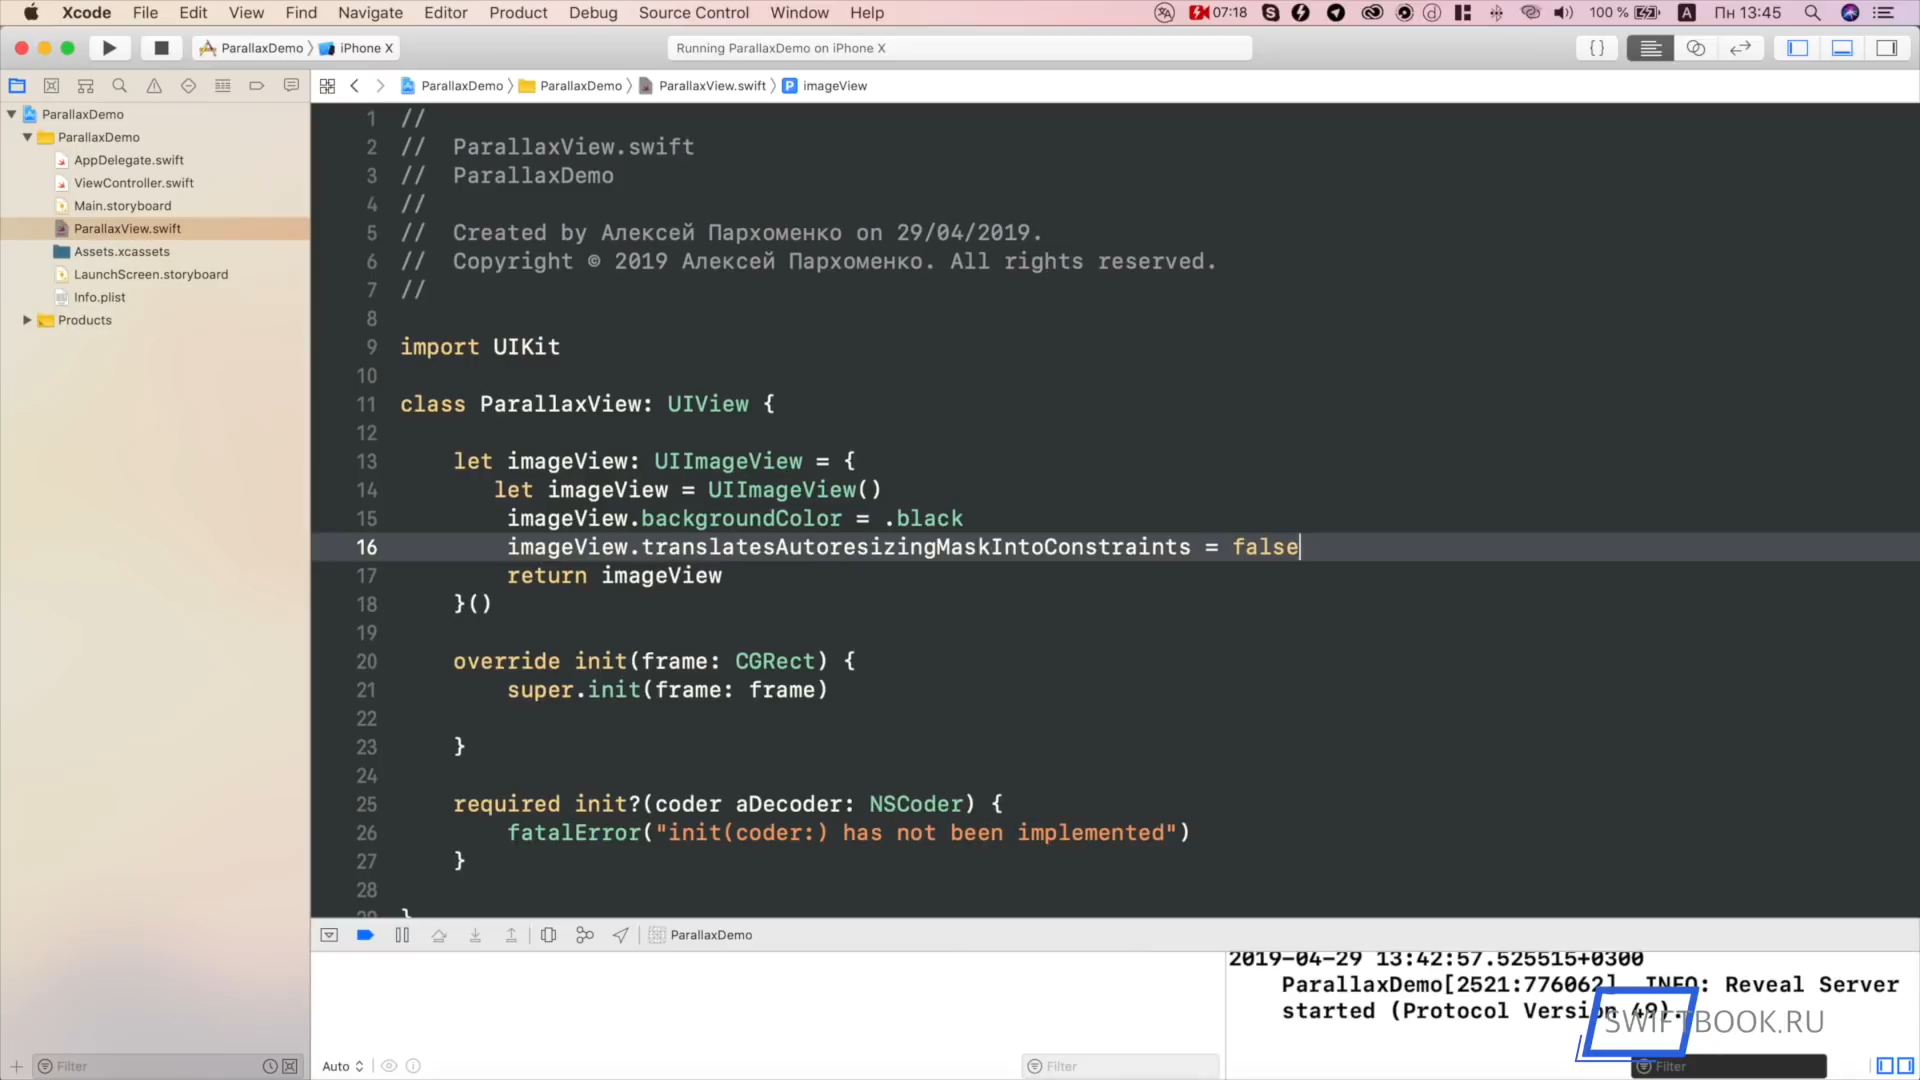 Xcode File Edit View Find Navigate Editor Product Debug Source Control Window Help 07:18 100 % A Пн 13:45
ParallaxDemo iPhone X Running ParallaxDemo on iPhone X { }
ParallaxDemo ParallaxDemo ParallaxView.swift P imageView
ParallaxDemo
ParallaxDemo
AppDelegate.swift
ViewController.swift
Main.storyboard
ParallaxView.swift
Assets.xcassets
LaunchScreen.storyboard
Info.plist
Products
1 //
2 //  ParallaxView.swift
3 //  ParallaxDemo
4 //
5 //  Created by Алексей Пархоменко on 29/04/2019.
6 //  Copyright © 2019 Алексей Пархоменко. All rights reserved.
7 //
8
9 import UIKit
10
11 class ParallaxView: UIView {
12
13     let imageView: UIImageView = {
14        let imageView = UIImageView()
15         imageView.backgroundColor = .black
16         imageView.translatesAutoresizingMaskIntoConstraints = false
17         return imageView
18     }()
19
20     override init(frame: CGRect) {
21         super.init(frame: frame)
22
23     }
24
25     required init?(coder aDecoder: NSCoder) {
26         fatalError("init(coder:) has not been implemented")
27     }
28
29 }
ParallaxDemo
2019-04-29 13:42:57.525515+0300
ParallaxDemo[2521:776062] INFO: Reveal Server
started (Protocol Version 49).
SWIFTBOOK.RU
Filter Auto Filter Filter